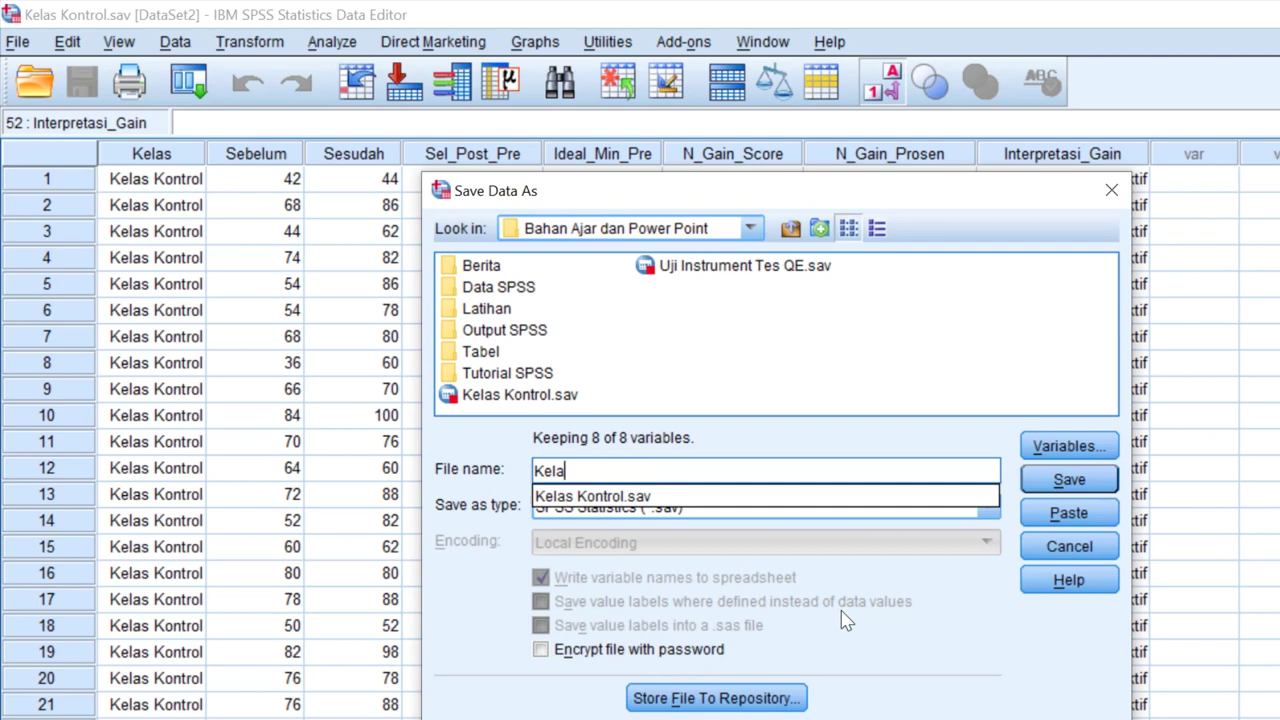 Kelas Kontrol.sav [DataSet2] - IBM SPSS Statistics Data Editor
File Edit View Data Transform Analyze Direct Marketing Graphs Utilities Add-ons Window Help
52 : Interpretasi_Gain
Kelas Sebelum Sesudah Sel_Post_Pre Ideal_Min_Pre N_Gain_Score N_Gain_Prosen Interpretasi_Gain var
1 Kelas Kontrol 42 44
2 Kelas Kontrol 68 86
3 Kelas Kontrol 44 62
4 Kelas Kontrol 74 82
5 Kelas Kontrol 54 86
6 Kelas Kontrol 54 78
7 Kelas Kontrol 68 80
8 Kelas Kontrol 36 60
9 Kelas Kontrol 66 70
10 Kelas Kontrol 84 100
11 Kelas Kontrol 70 76
12 Kelas Kontrol 64 60
13 Kelas Kontrol 72 88
14 Kelas Kontrol 52 82
15 Kelas Kontrol 60 62
16 Kelas Kontrol 80 80
17 Kelas Kontrol 78 88
18 Kelas Kontrol 50 52
19 Kelas Kontrol 82 98
20 Kelas Kontrol 76 78
21 Kelas Kontrol 76 88
Save Data As
Look in: Bahan Ajar dan Power Point
Berita
Data SPSS
Latihan
Output SPSS
Tabel
Tutorial SPSS
Kelas Kontrol.sav
Uji Instrument Tes QE.sav
Keeping 8 of 8 variables.
File name: Kela
Kelas Kontrol.sav
Save as type: SPSS Statistics (*.sav)
Encoding: Local Encoding
Write variable names to spreadsheet
Save value labels where defined instead of data values
Save value labels into a .sas file
Encrypt file with password
Variables...
Save
Paste
Cancel
Help
Store File To Repository...